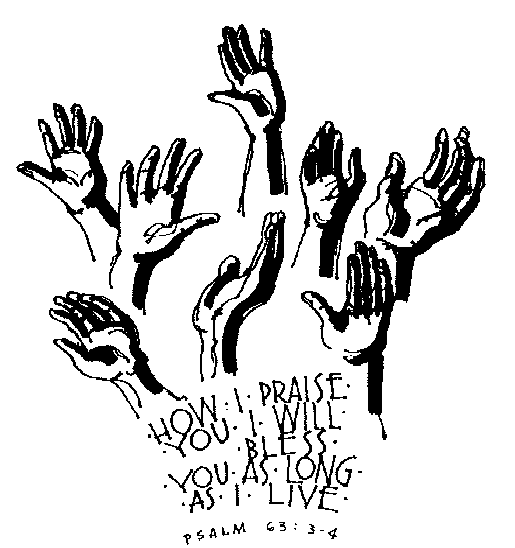 HOW · I · PRAISE ·
· YOU · I · WILL ·
· BLESS ·
· YOU · AS · LONG ·
· AS · I · LIVE ·
PSALM 63:3-4